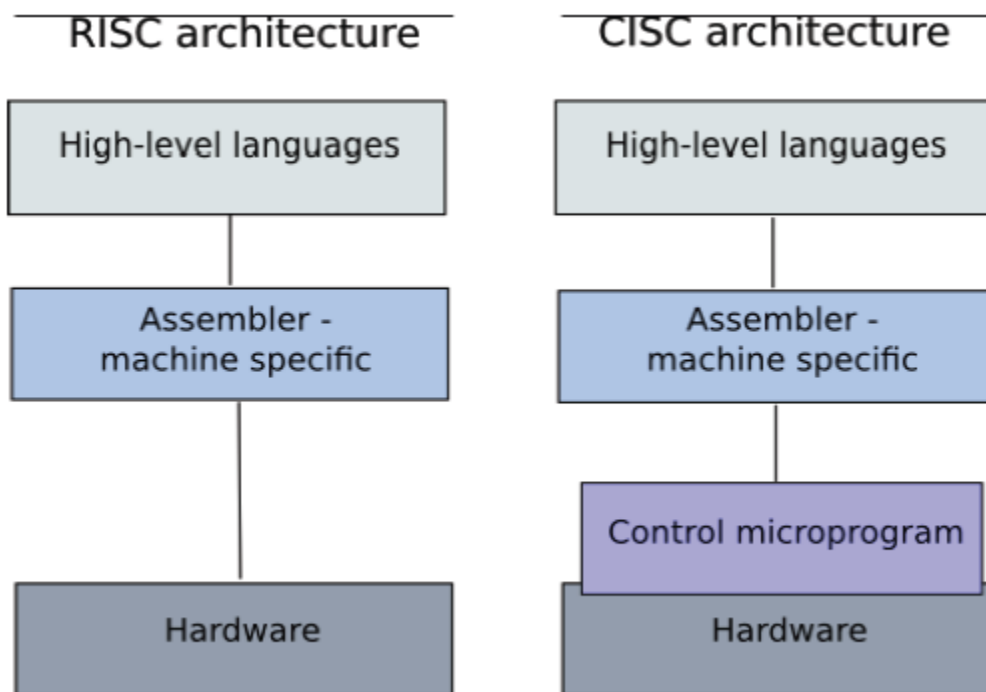 RISC architecture
High-level languages
Assembler -
machine specific
Hardware
CISC architecture
High-level languages
Assembler -
machine specific
Control microprogram
Hardware